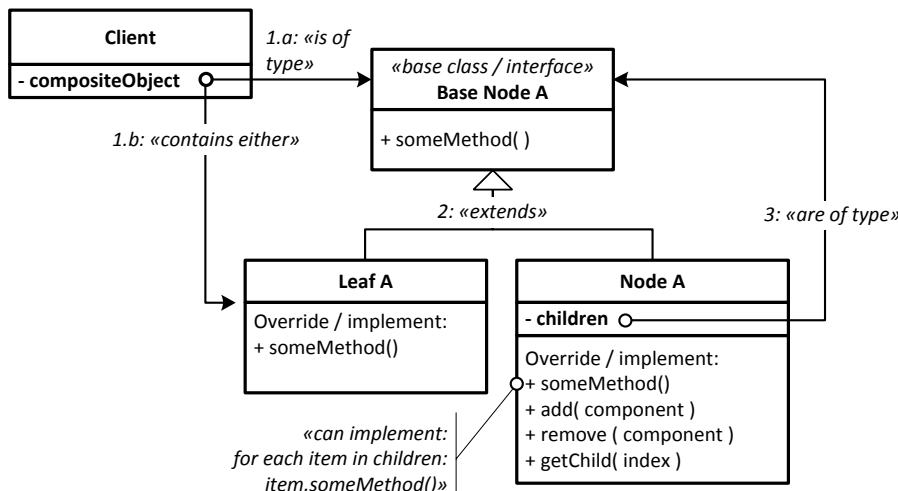 Client
- compositeObject
1.a: «is of
type»
«base class / interface»
Base Node A
+ someMethod( )
1.b: «contains either»
2: «extends»
3: «are of type»
Leaf A
Override / implement:
+ someMethod()
Node A
- children
Override / implement:
+ someMethod()
+ add( component )
+ remove ( component )
+ getChild( index )
«can implement:
for each item in children:
item.someMethod()»